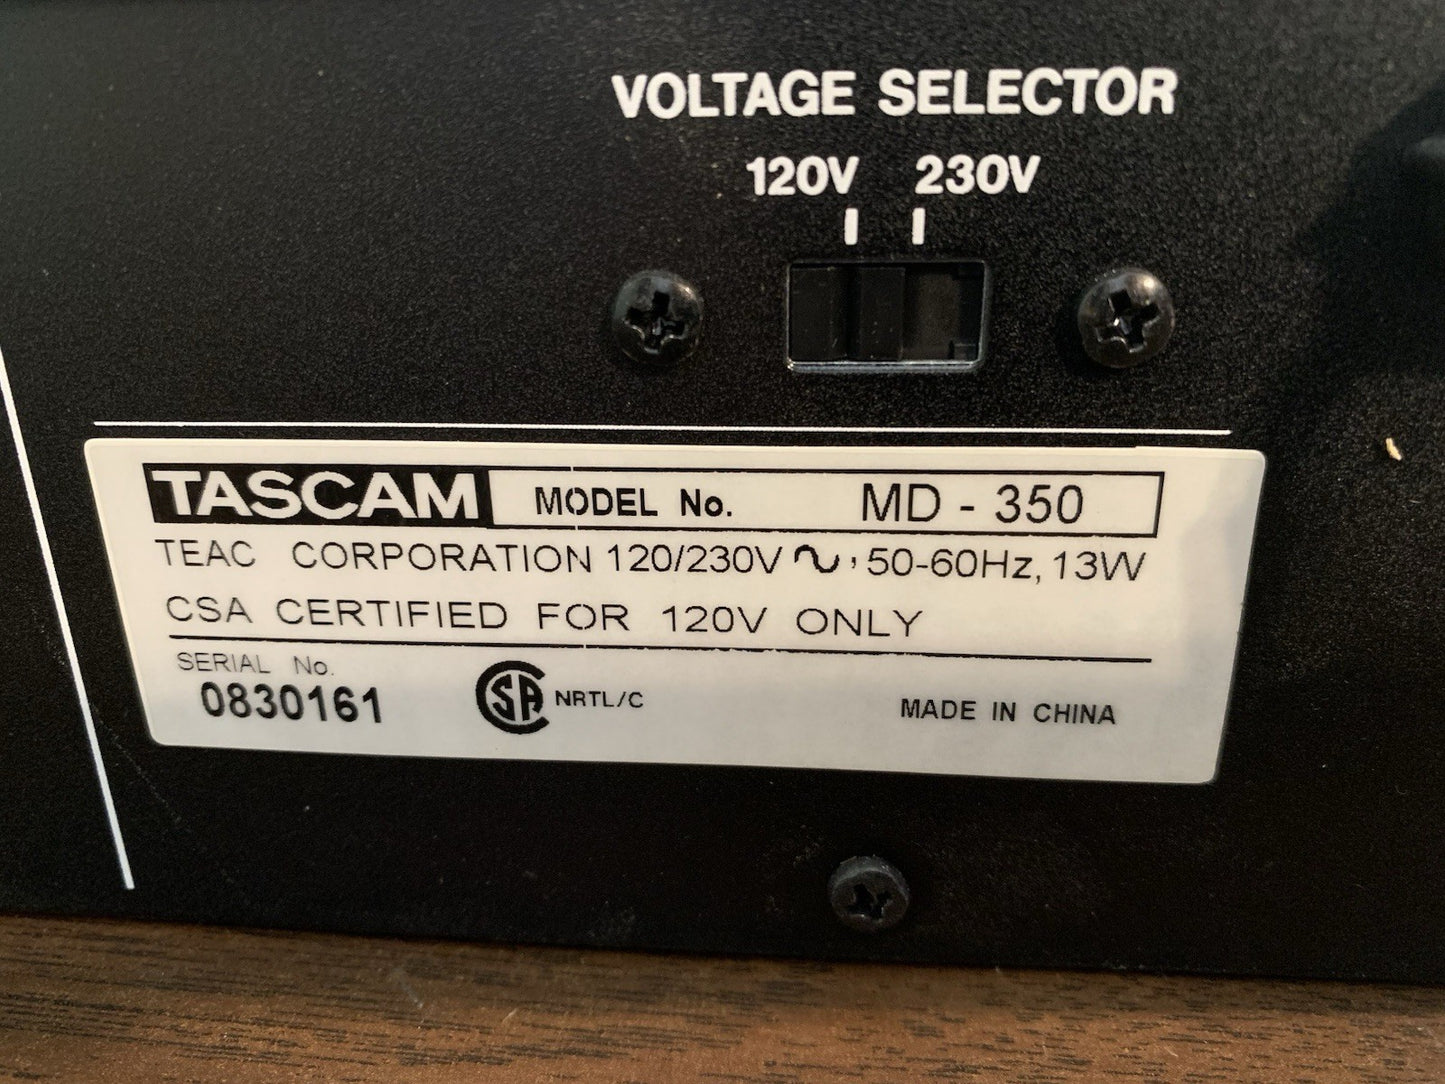 VOLTAGE SELECTOR
120V 230V
TASCAM MODEL No. MD - 350
TEAC CORPORATION 120/230V ∿, 50-60Hz, 13W
CSA CERTIFIED FOR 120V ONLY
SERIAL No.
0830161
CSA NRTL/C
MADE IN CHINA